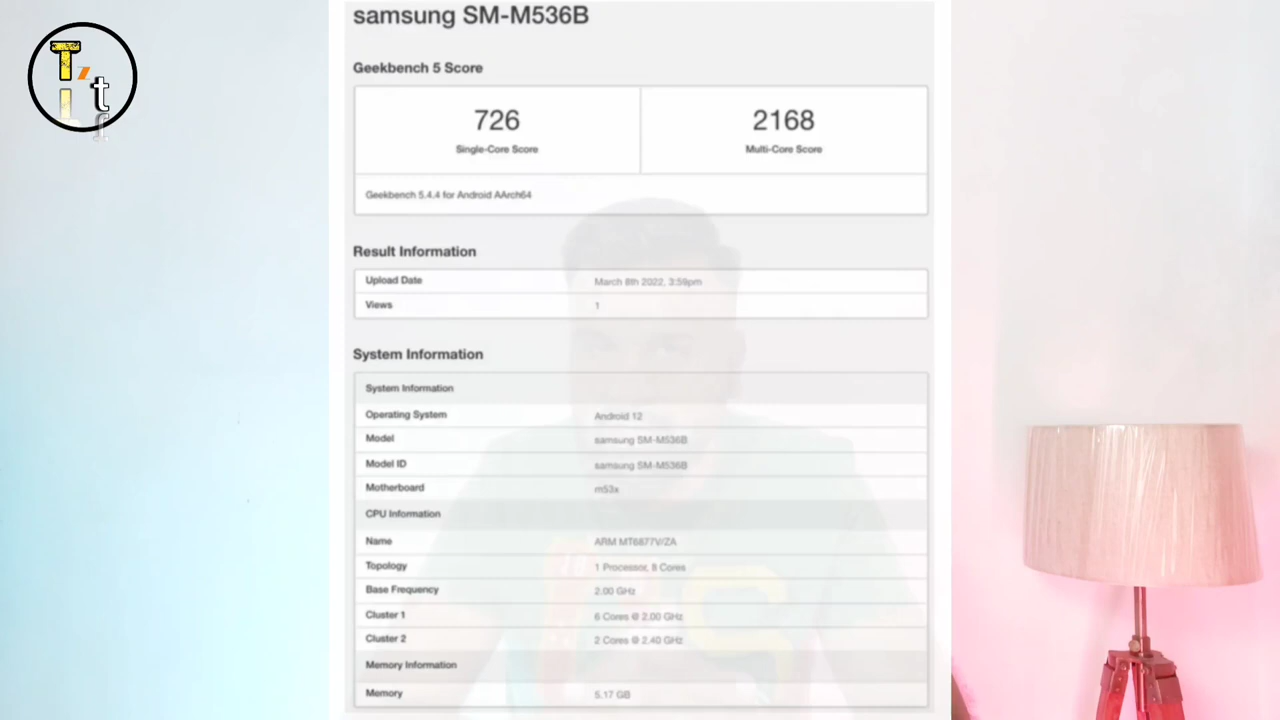 Tz
t
L
f
samsung SM-M536B
Geekbench 5 Score
726
2168
Single-Core Score
Multi-Core Score
Geekbench 5.4.4 for Android AArch64
Result Information
Upload Date March 8th 2022, 3:59pm
Views 1
System Information
System Information
Operating System Android 12
Model samsung SM-M536B
Model ID samsung SM-M536B
Motherboard m53x
CPU Information
Name ARM MT6877V/ZA
Topology 1 Processor, 8 Cores
Base Frequency 2.00 GHz
Cluster 1 6 Cores @ 2.00 GHz
Cluster 2 2 Cores @ 2.40 GHz
Memory Information
Memory 5.17 GB